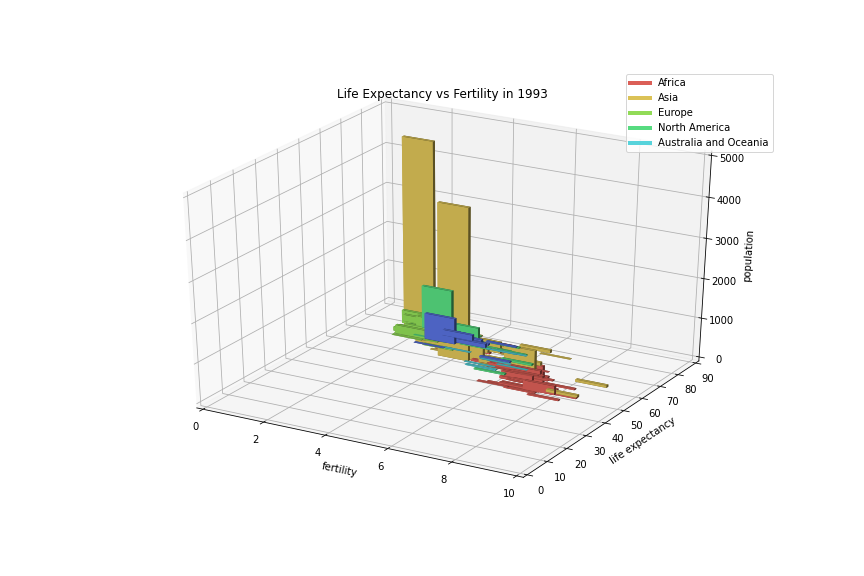 Life Expectancy vs Fertility in 1993
Africa
Asia
Europe
North America
Australia and Oceania
5000
4000
3000
2000
1000
0
population
0
2
4
6
8
10
fertility
0
10
20
30
40
50
60
70
80
90
life expectancy